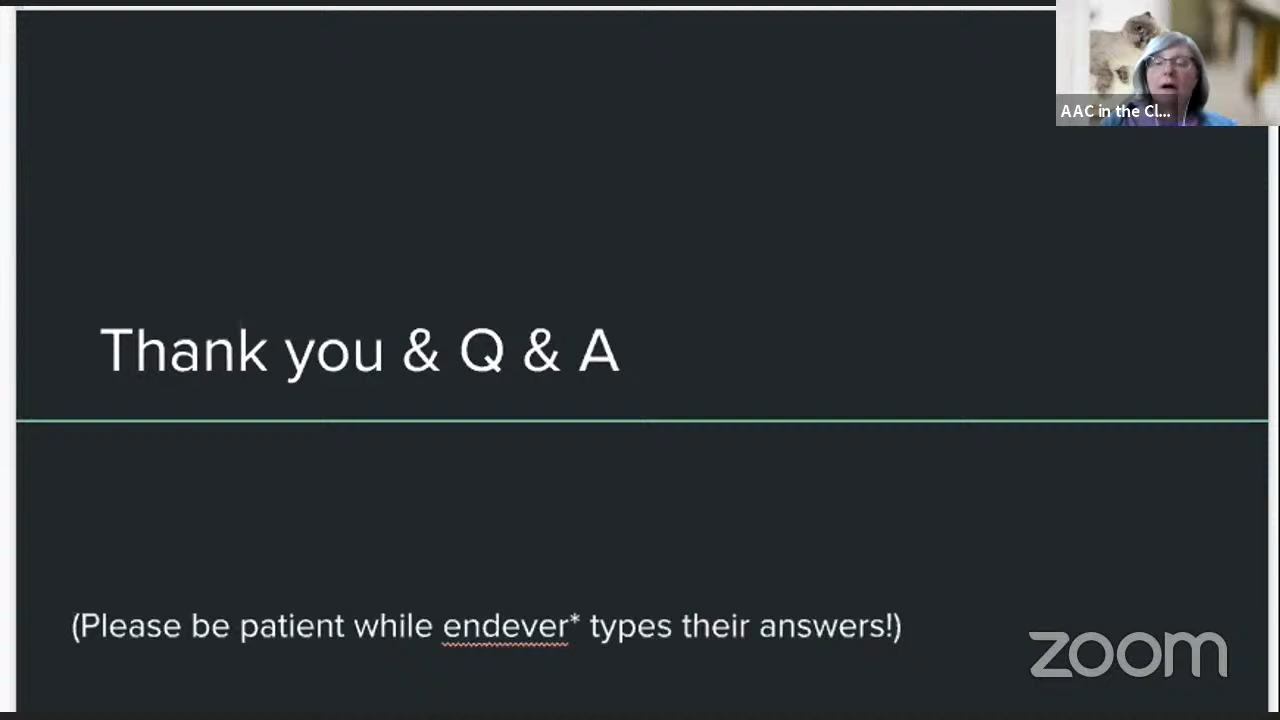 AAC in the Cl...
Thank you & Q & A
(Please be patient while endever* types their answers!)
zoom